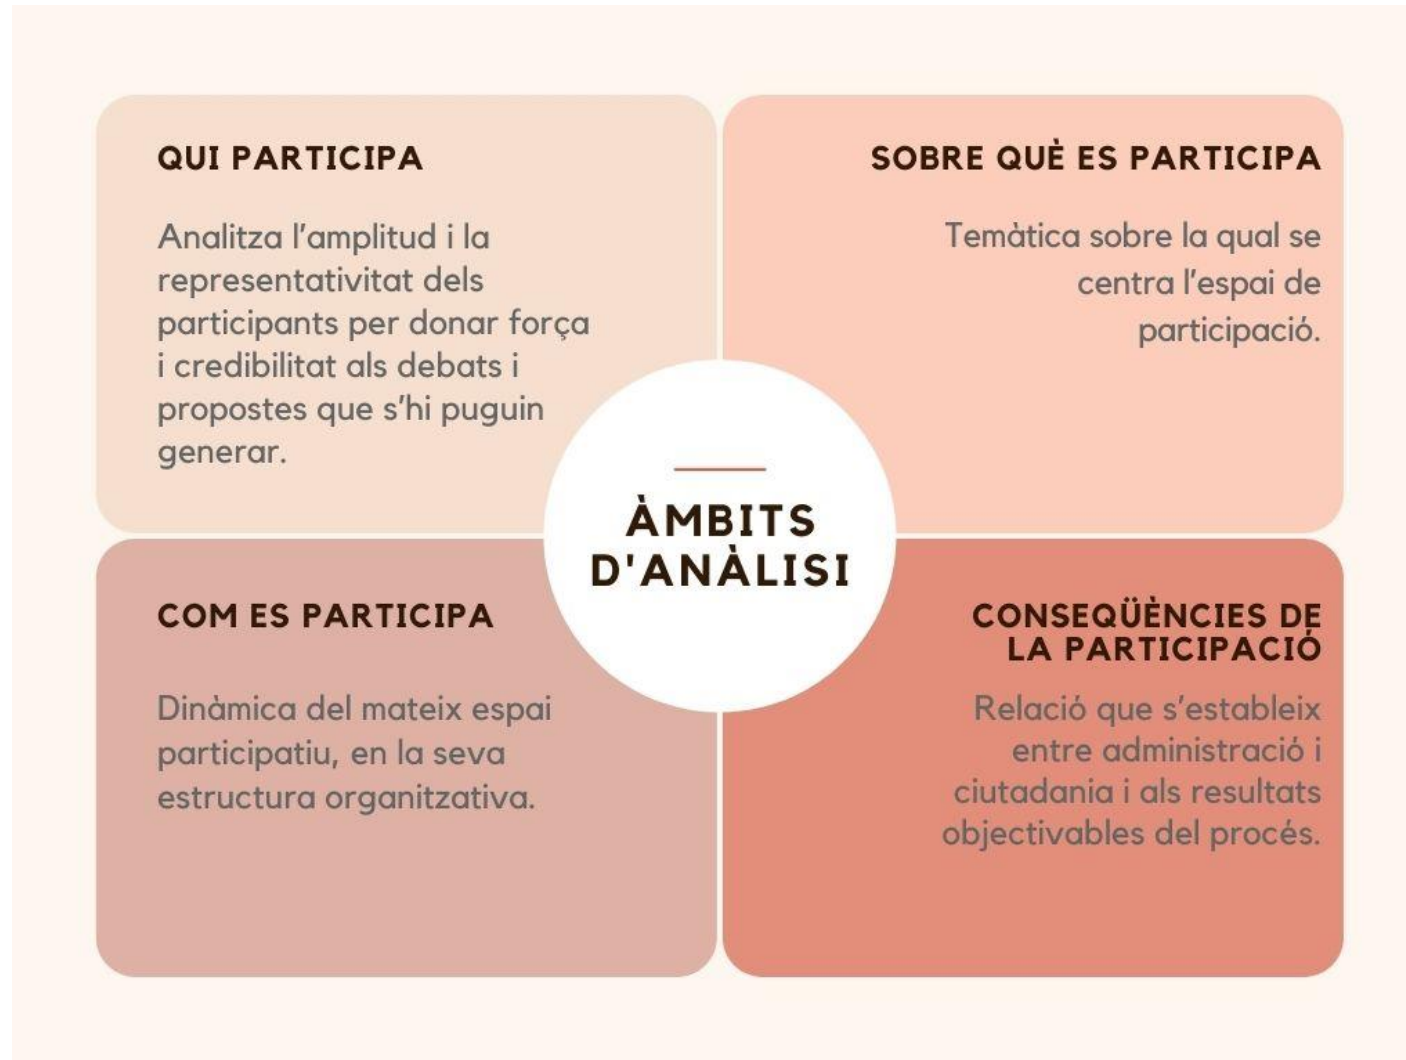 QUI PARTICIPA
Analitza l’amplitud i la
representativitat dels
participants per donar força
i credibilitat als debats i
propostes que s’hi puguin
generar.
SOBRE QUÈ ES PARTICIPA
Temàtica sobre la qual se
centra l’espai de
participació.
ÀMBITS
D'ANÀLISI
COM ES PARTICIPA
Dinàmica del mateix espai
participatiu, en la seva
estructura organitzativa.
CONSEQÜÈNCIES DE
LA PARTICIPACIÓ
Relació que s’estableix
entre administració i
ciutadania i als resultats
objectivables del procés.